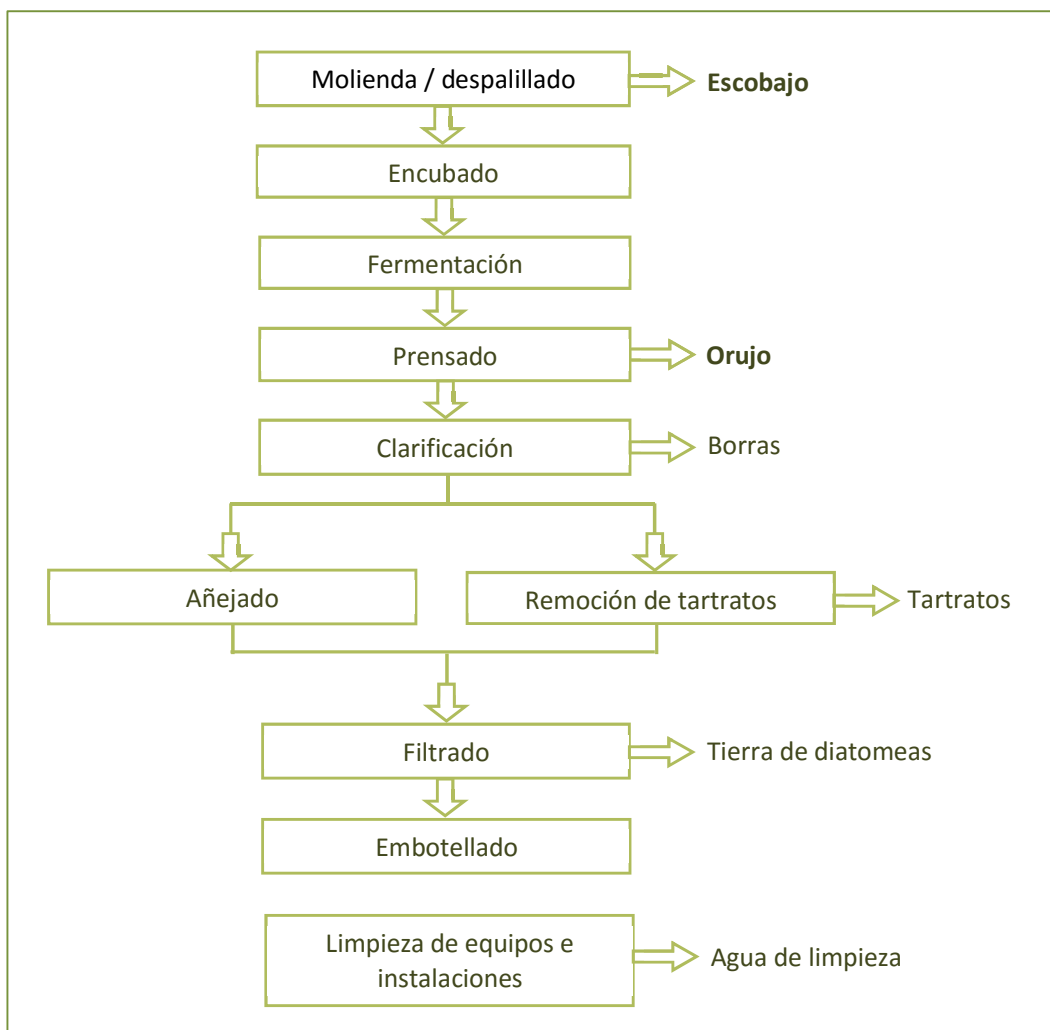 Molienda / despalillado
Escobajo
Encubado
Fermentación
Prensado
Orujo
Clarificación
Borras
Añejado
Remoción de tartratos
Tartratos
Filtrado
Tierra de diatomeas
Embotellado
Limpieza de equipos e
instalaciones
Agua de limpieza